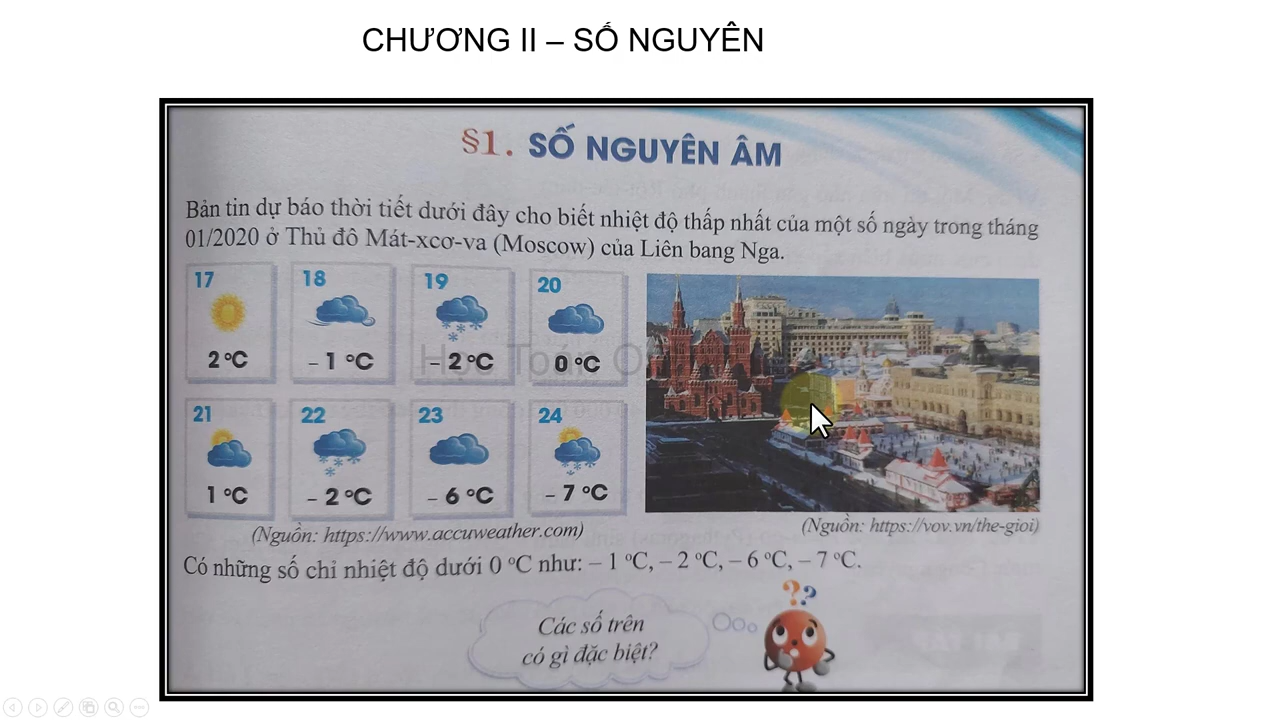 CHƯƠNG II – SỐ NGUYÊN
§1. SỐ NGUYÊN ÂM
Bản tin dự báo thời tiết dưới đây cho biết nhiệt độ thấp nhất của một số ngày trong tháng
01/2020 ở Thủ đô Mát-xcơ-va (Moscow) của Liên bang Nga.
17 18 19 20
2 °C – 1 °C – 2 °C 0 °C
21 22 23 24
1 °C – 2 °C – 6 °C – 7 °C
(Nguồn: https://www.accuweather.com)
(Nguồn: https://vov.vn/the-gioi)
Có những số chỉ nhiệt độ dưới 0 °C như: – 1 °C, – 2 °C, – 6 °C, – 7 °C.
??
Các số trên
có gì đặc biệt?